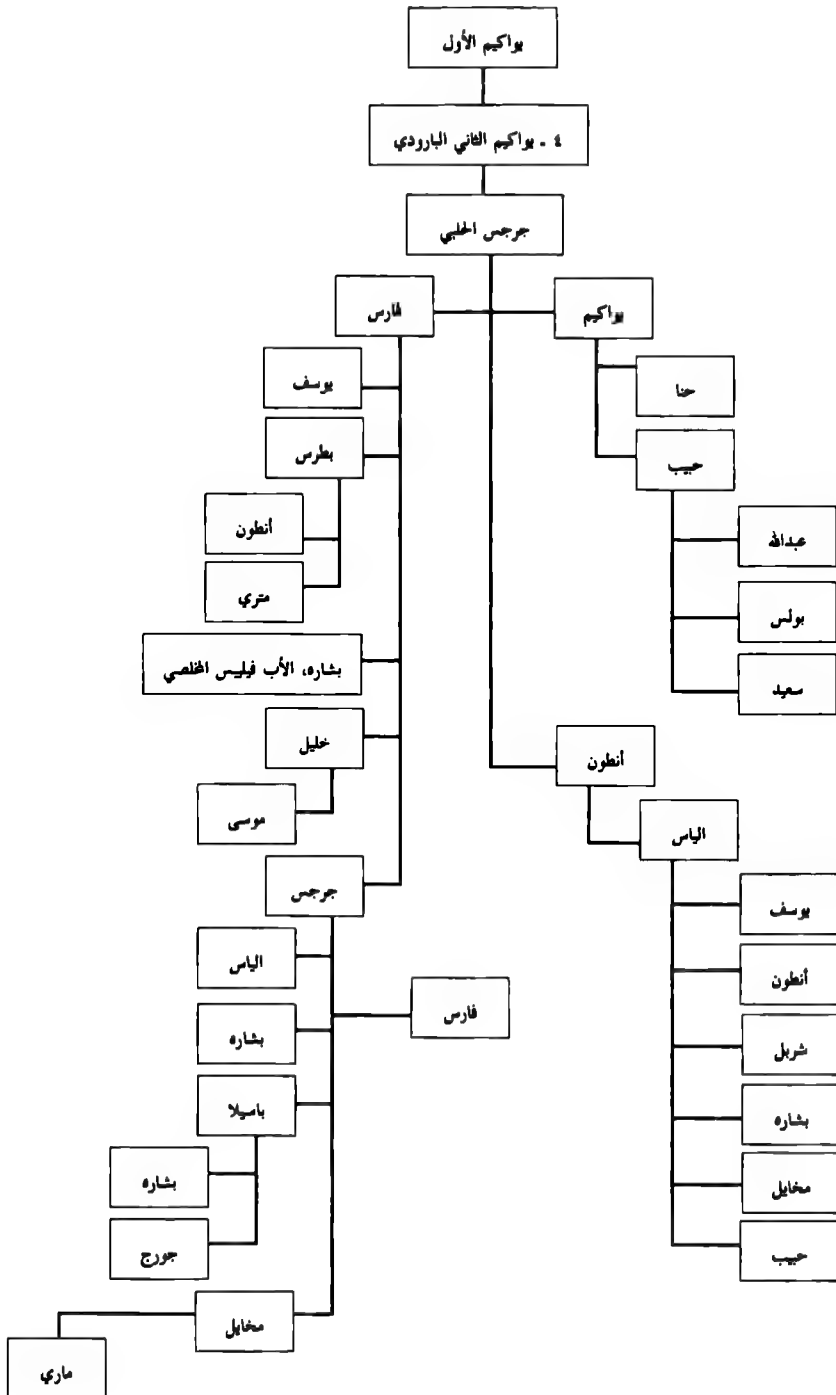 يواكيم الأول
٤ ـ يواكيم الثاني البارودي
جرجس الحلبي
يواكيم
فارس
حنا
يوسف
حبيب
بطرس
عبدالله
أنطون
متري
بولس
بشاره، الأب فيليبس المخلصي
سعيد
خليل
أنطون
موسى
الياس
جرجس
يوسف
الياس
أنطون
فارس
بشاره
شربل
باسيلا
بشاره
بشاره
مخايل
جورج
حبيب
مخايل
ماري